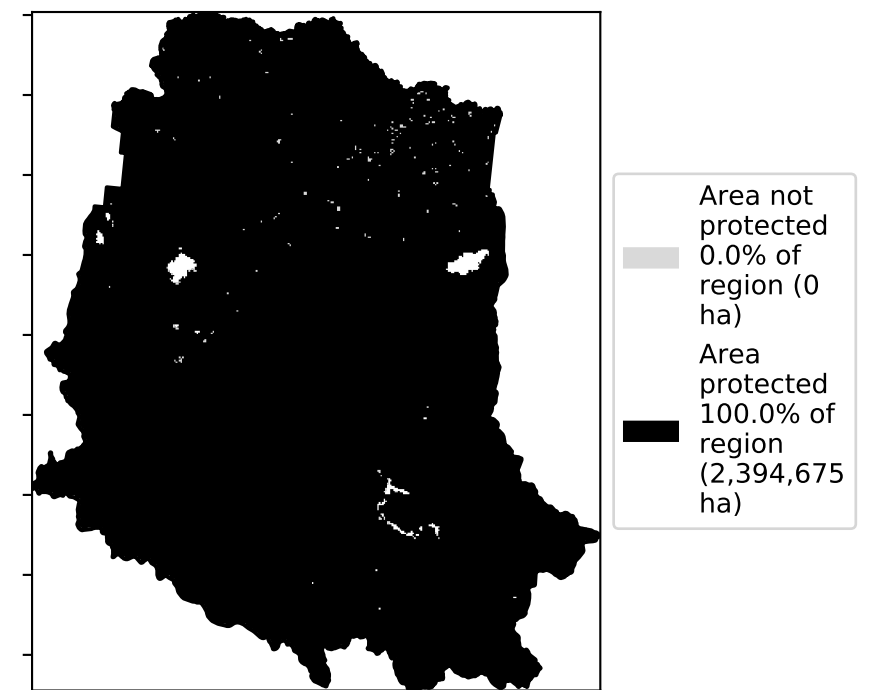 Area not
protected
0.0% of
region (0
ha)
Area
protected
100.0% of
region
(2,394,675
ha)